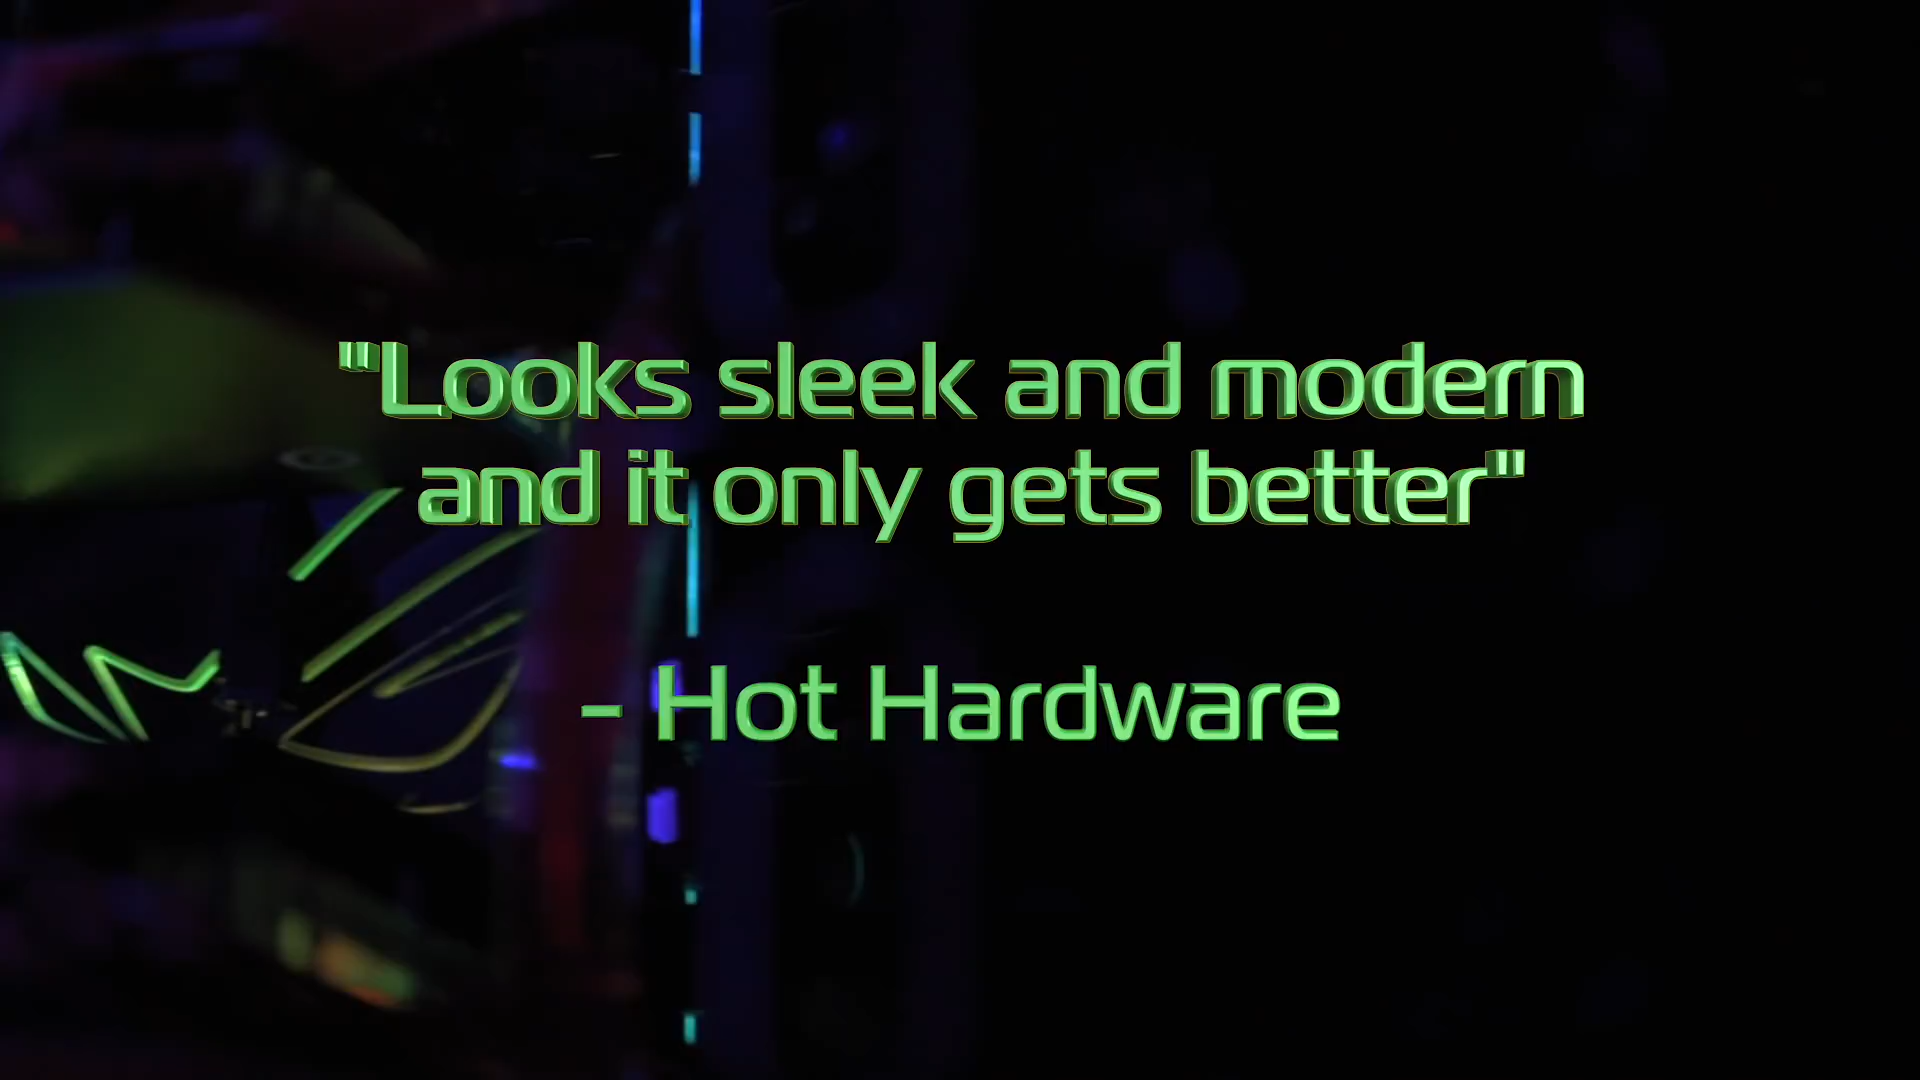 "Looks sleek and modern
and it only gets better"
- Hot Hardware